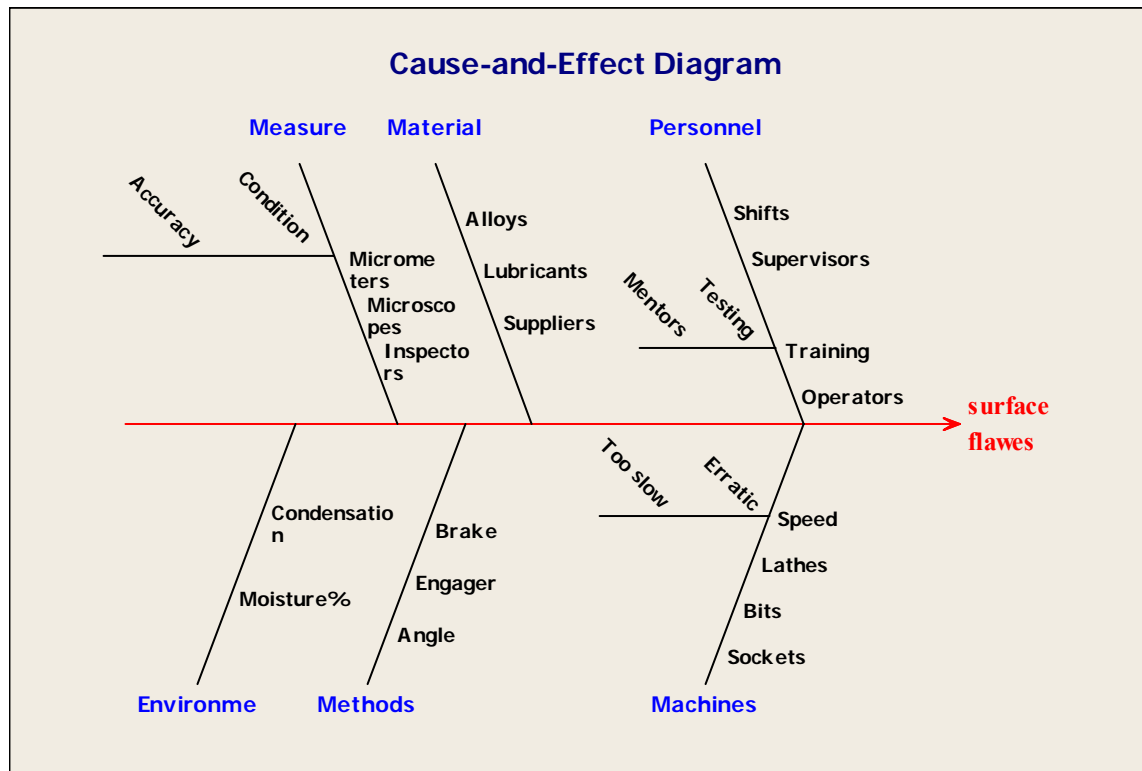 Cause-and-Effect Diagram
Measure
Material
Personnel
Accuracy
Condition
Microme
ters
Microsco
pes
Inspecto
rs
Alloys
Lubricants
Suppliers
Shifts
Supervisors
Mentors
Testing
Training
Operators
surface
flawes
Condensatio
n
Moisture%
Brake
Engager
Angle
Too slow
Erratic
Speed
Lathes
Bits
Sockets
Environme
Methods
Machines